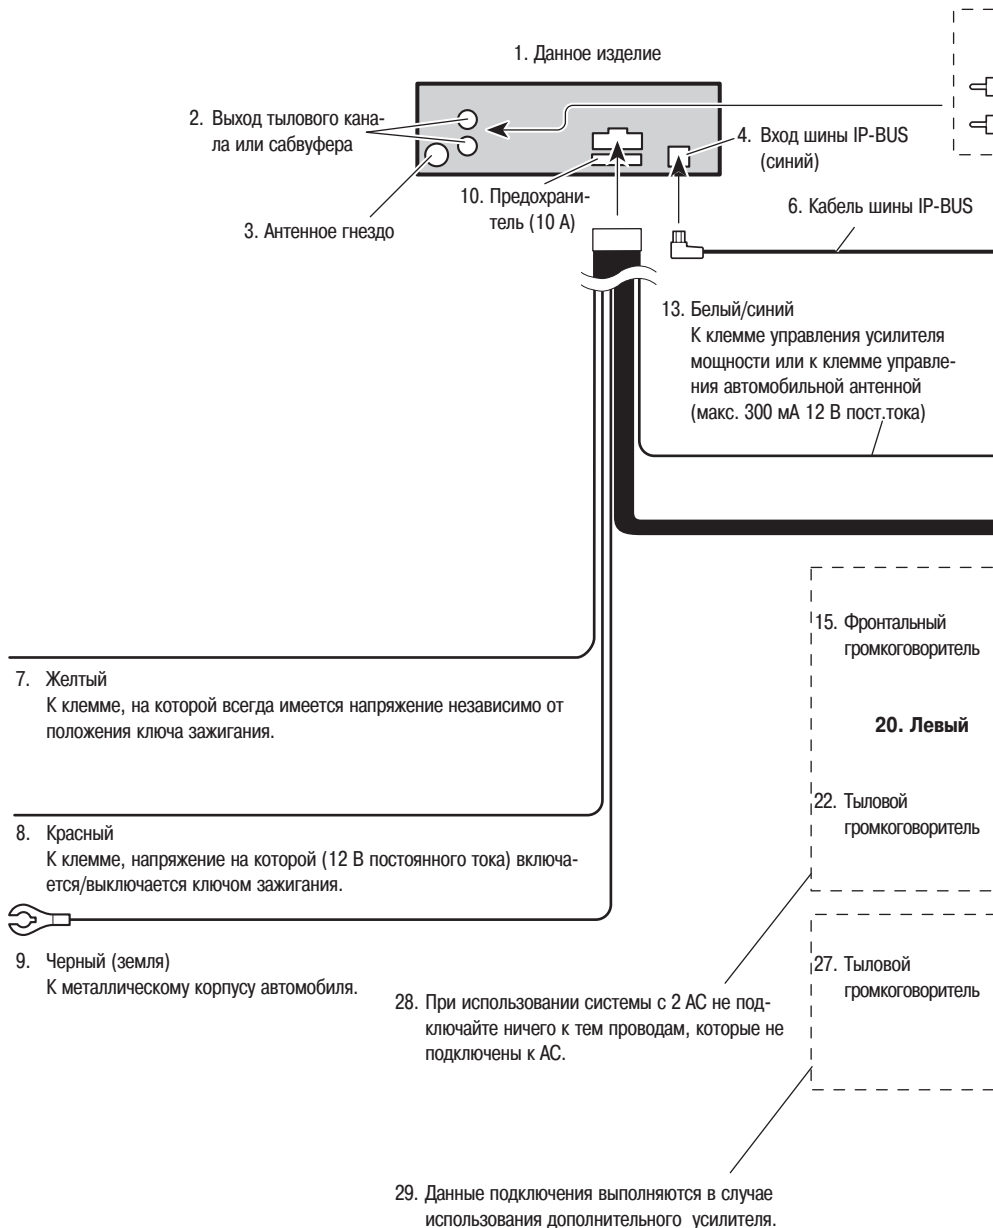 1. Данное изделие
2. Выход тылового кана-
ла или сабвуфера
4. Вход шины IP-BUS
(синий)
10. Предохрани-
тель (10 А)
6. Кабель шины IP-BUS
3. Антенное гнездо
13. Белый/синий
К клемме управления усилителя
мощности или к клемме управле-
ния автомобильной антенной
(макс. 300 мА 12 В пост.тока)
15. Фронтальный
громкоговоритель
7. Желтый
К клемме, на которой всегда имеется напряжение независимо от
положения ключа зажигания.
20. Левый
22. Тыловой
громкоговоритель
8. Красный
К клемме, напряжение на которой (12 В постоянного тока) включа-
ется/выключается ключом зажигания.
9. Черный (земля)
К металлическому корпусу автомобиля.
27. Тыловой
громкоговоритель
28. При использовании системы с 2 АС не под-
ключайте ничего к тем проводам, которые не
подключены к АС.
29. Данные подключения выполняются в случае
использования дополнительного усилителя.